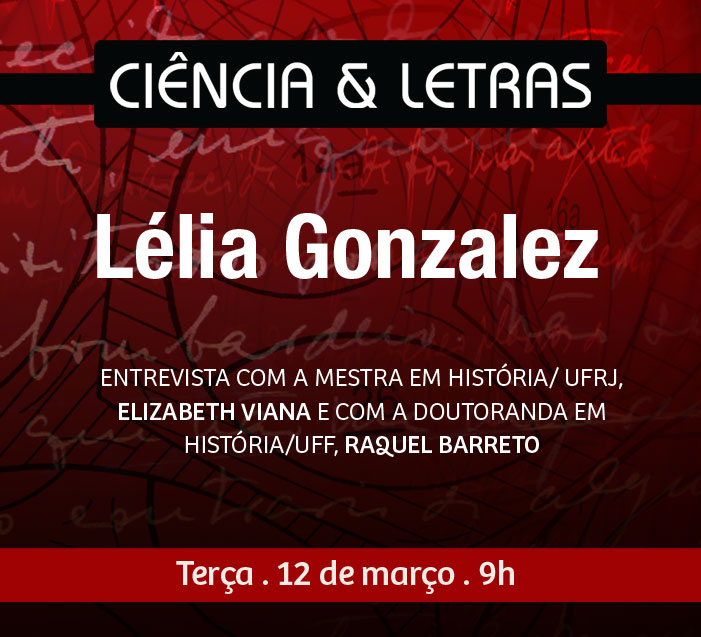 CIÊNCIA & LETRAS
Lélia Gonzalez
ENTREVISTA COM A MESTRA EM HISTÓRIA/ UFRJ,
ELIZABETH VIANA E COM A DOUTORANDA EM
HISTÓRIA/UFF, RAQUEL BARRETO
Terça . 12 de março . 9h